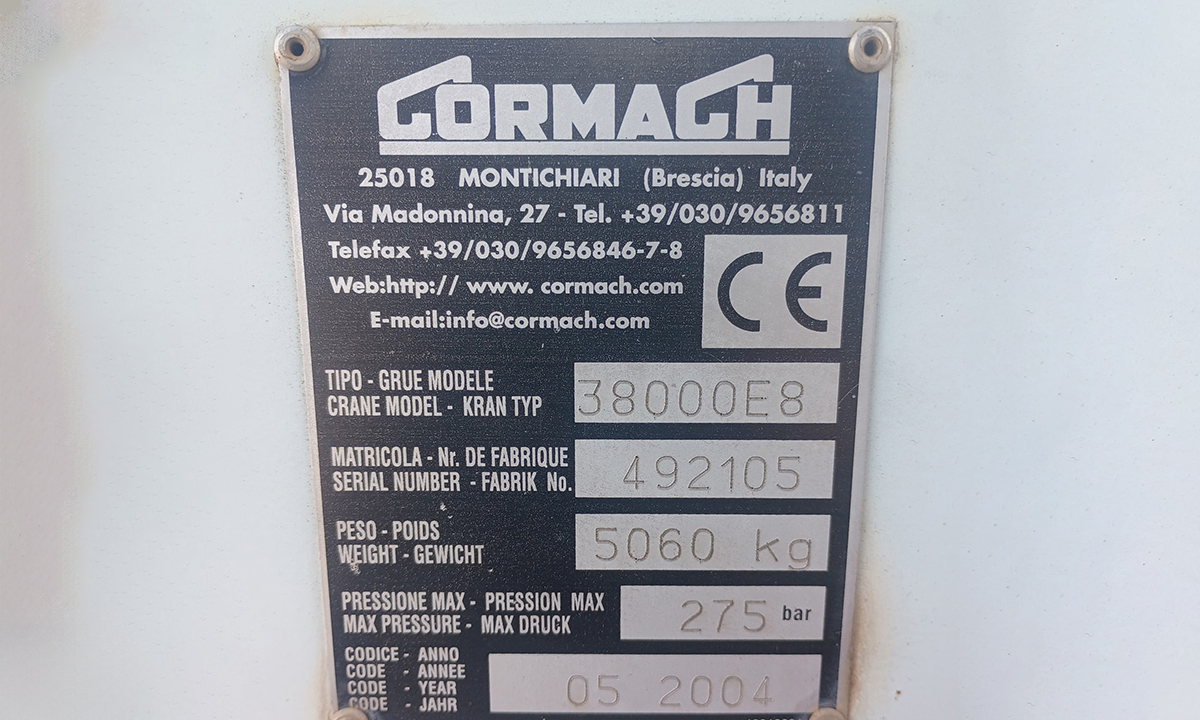 CORMACH
25018 MONTICHIARI (Brescia) Italy
Via Madonnina, 27 - Tel. +39/030/9656811
Telefax +39/030/9656846-7-8
Web:http:// www. cormach.com
E-mail:info@cormach.com
CE
TIPO - GRUE MODELE
CRANE MODEL - KRAN TYP
38000E8
MATRICOLA - Nr. DE FABRIQUE
SERIAL NUMBER - FABRIK No.
492105
PESO - POIDS
WEIGHT - GEWICHT
5060 kg
PRESSIONE MAX - PRESSION MAX
MAX PRESSURE - MAX DRUCK
275 bar
CODICE - ANNO
CODE - ANNEE
CODE - YEAR
CODE - JAHR
05 2004